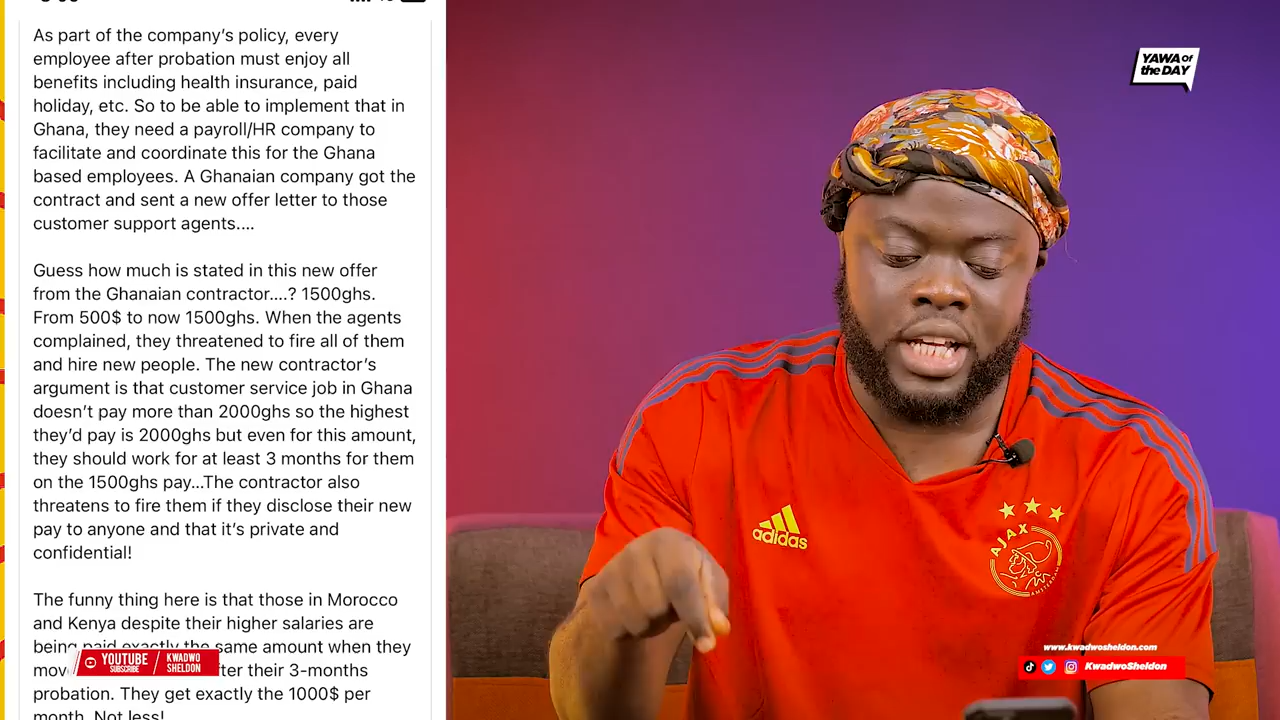 As part of the company's policy, every
employee after probation must enjoy all
benefits including health insurance, paid
holiday, etc. So to be able to implement that in
Ghana, they need a payroll/HR company to
facilitate and coordinate this for the Ghana
based employees. A Ghanaian company got the
contract and sent a new offer letter to those
customer support agents....
Guess how much is stated in this new offer
from the Ghanaian contractor....? 1500ghs.
From 500$ to now 1500ghs. When the agents
complained, they threatened to fire all of them
and hire new people. The new contractor's
argument is that customer service job in Ghana
doesn't pay more than 2000ghs so the highest
they'd pay is 2000ghs but even for this amount,
they should work for at least 3 months for them
on the 1500ghs pay...The contractor also
threatens to fire them if they disclose their new
pay to anyone and that it's private and
confidential!
The funny thing here is that those in Morocco
and Kenya despite their higher salaries are
being paid exactly the same amount when they
their 3-months
probation. They get exactly the 1000$ per
month. Not less!
YOUTUBE
SUBSCRIBE
KWADWO
SHELDON
YAWA of
the DAY
adidas
AJAX
AMSTERDAM
www.kwadwosheldon.com
KwadwoSheldon